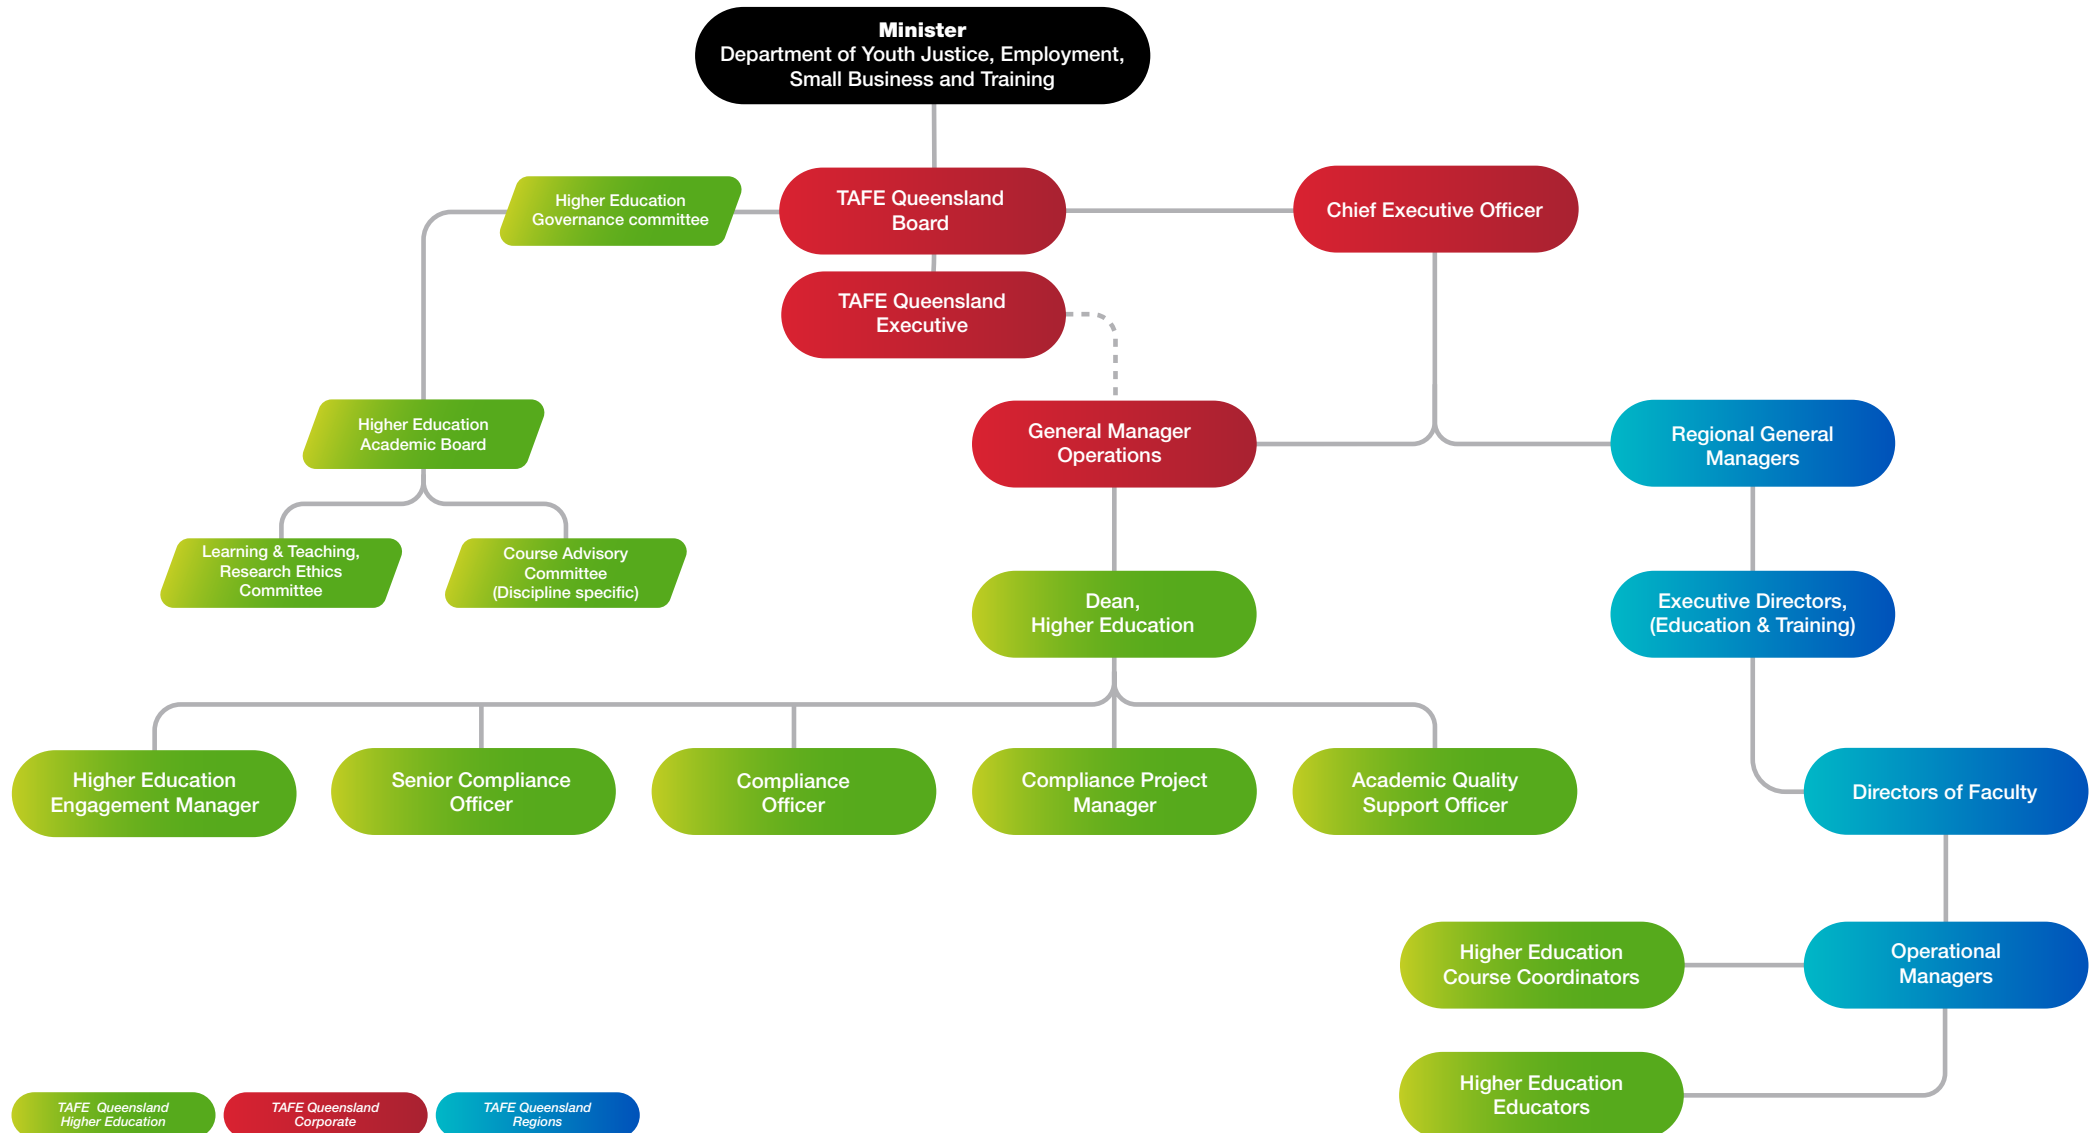 Minister
Department of Youth Justice, Employment,
Small Business and Training
Higher Education
Governance committee
TAFE Queensland
Board
Chief Executive Officer
TAFE Queensland
Executive
Higher Education
Academic Board
General Manager
Operations
Regional General
Managers
Learning & Teaching,
Research Ethics
Committee
Course Advisory
Committee
(Discipline specific)
Dean,
Higher Education
Executive Directors,
(Education & Training)
Higher Education
Engagement Manager
Senior Compliance
Officer
Compliance
Officer
Compliance Project
Manager
Academic Quality
Support Officer
Directors of Faculty
Higher Education
Course Coordinators
Operational
Managers
Higher Education
Educators
TAFE Queensland
Higher Education
TAFE Queensland
Corporate
TAFE Queensland
Regions